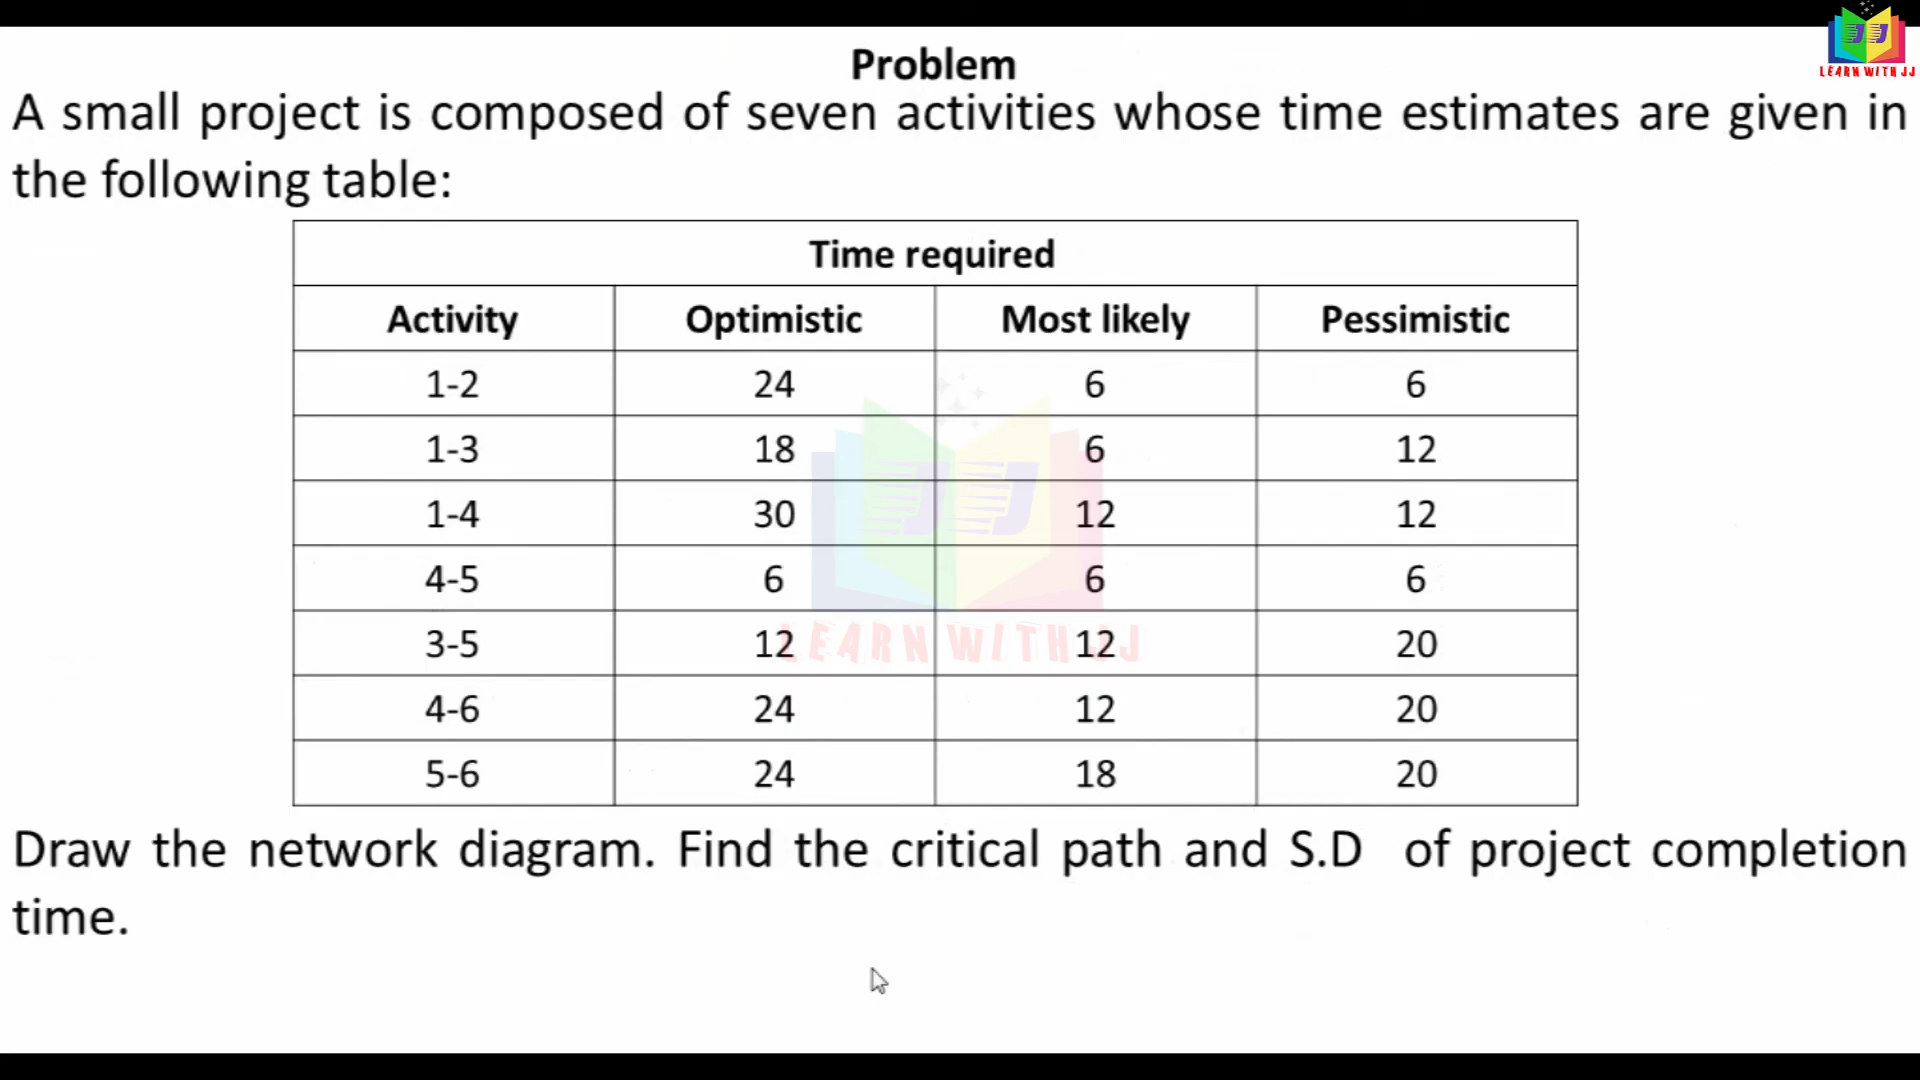 LEARN WITH JJ
Problem
A small project is composed of seven activities whose time estimates are given in
the following table:
Time required
Activity Optimistic Most likely Pessimistic
1-2 24 6 6
1-3 18 6 12
1-4 30 12 12
4-5 6 6 6
3-5 12 12 20
LEARN WITH JJ
4-6 24 12 20
5-6 24 18 20
Draw the network diagram. Find the critical path and S.D of project completion
time.